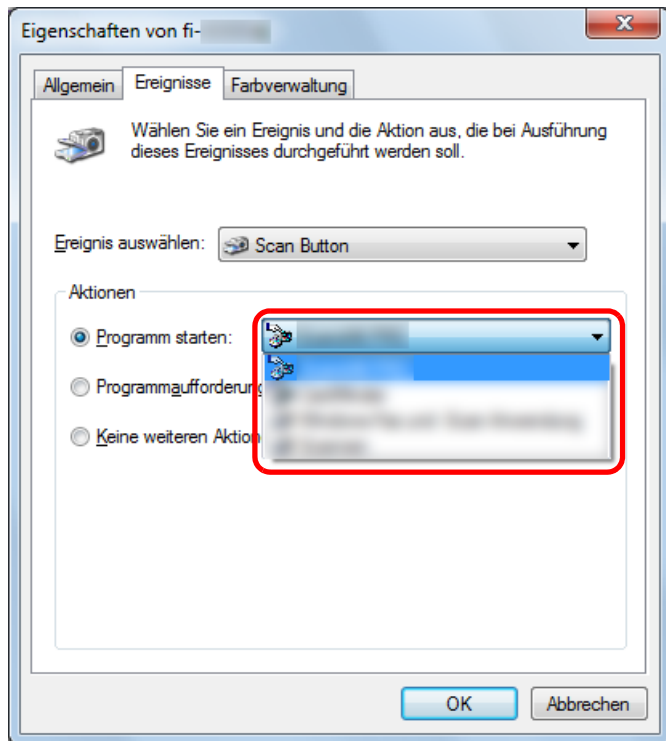 Eigenschaften von fi-
Allgemein
Ereignisse
Farbverwaltung
Wählen Sie ein Ereignis und die Aktion aus, die bei Ausführung
dieses Ereignisses durchgeführt werden soll.
Ereignis auswählen:
Scan Button
Aktionen
Programm starten:
Programmaufforderung
Keine weiteren Aktion
OK
Abbrechen